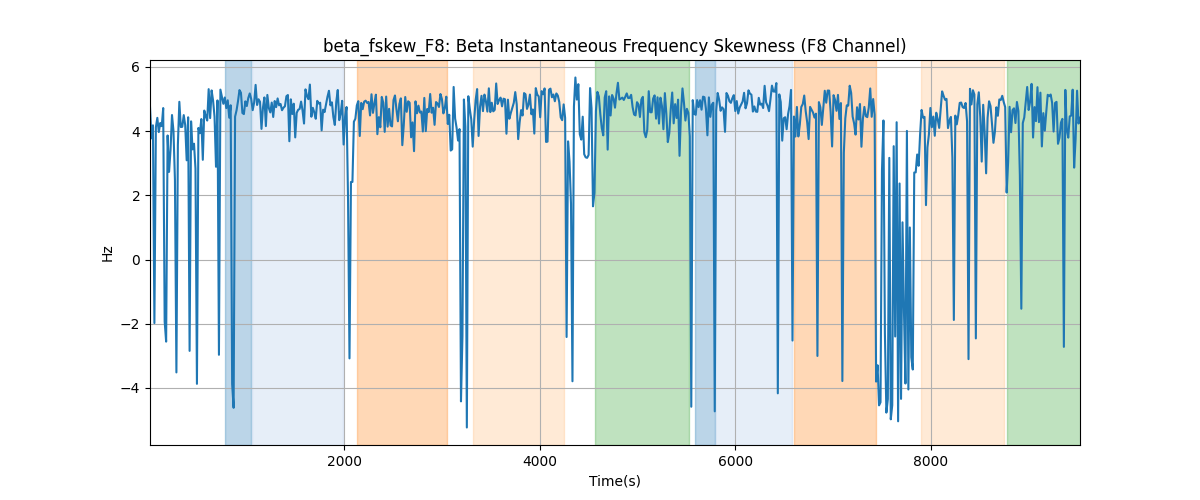 beta_fskew_F8: Beta Instantaneous Frequency Skewness (F8 Channel)
6
4
2
0
−2
−4
Hz
2000 4000 6000 8000
Time(s)